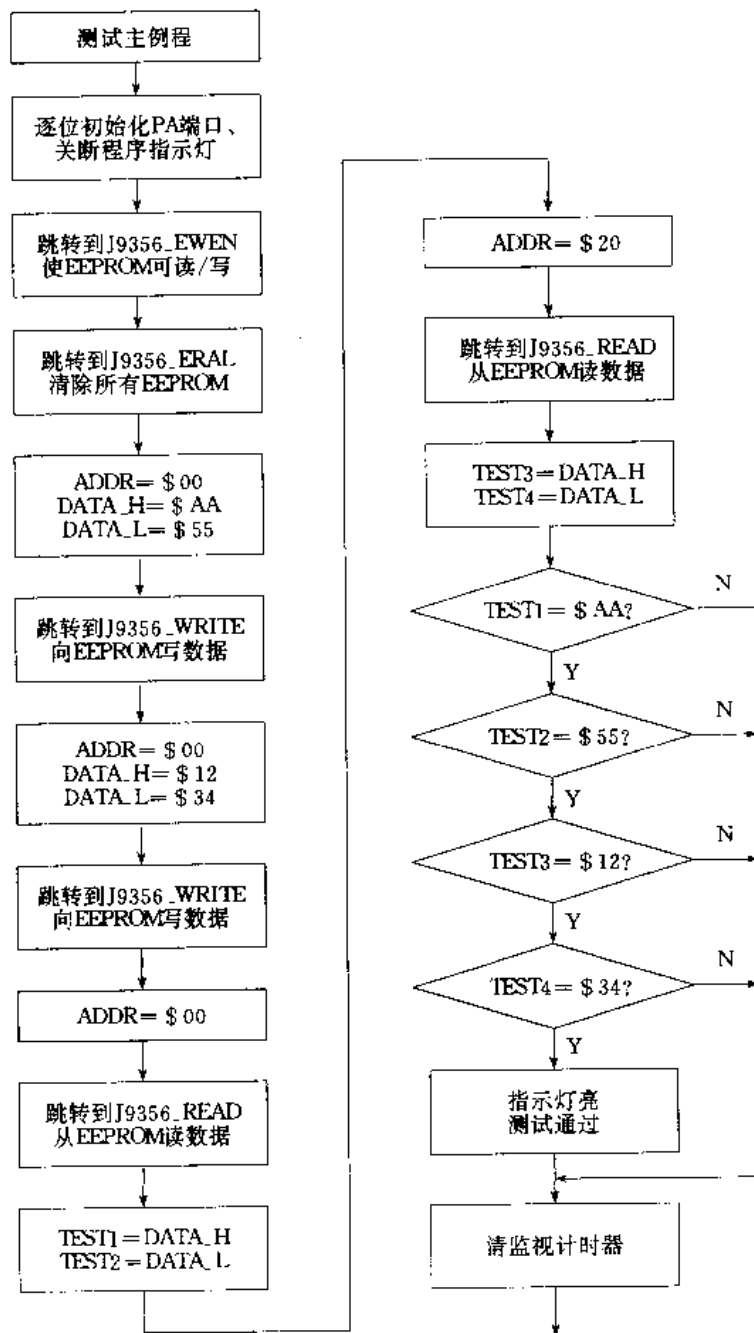 测试主例程
逐位初始化PA端口、
关断程序指示灯
跳转到J9356_EWEN
使EEPROM可读/写
跳转到J9356_ERAL
清除所有EEPROM
ADDR=$00
DATA_H=$AA
DATA_L=$55
跳转到J9356_WRITE
向EEPROM写数据
ADDR=$00
DATA_H=$12
DATA_L=$34
跳转到J9356_WRITE
向EEPROM写数据
ADDR=$00
跳转到J9356_READ
从EEPROM读数据
TEST1=DATA_H
TEST2=DATA_L
ADDR=$20
跳转到J9356_READ
从EEPROM读数据
TEST3=DATA_H
TEST4=DATA_L
TEST1=$AA?
N
Y
TEST2=$55?
N
Y
TEST3=$12?
N
Y
TEST4=$34?
N
Y
指示灯亮
测试通过
清监视计时器